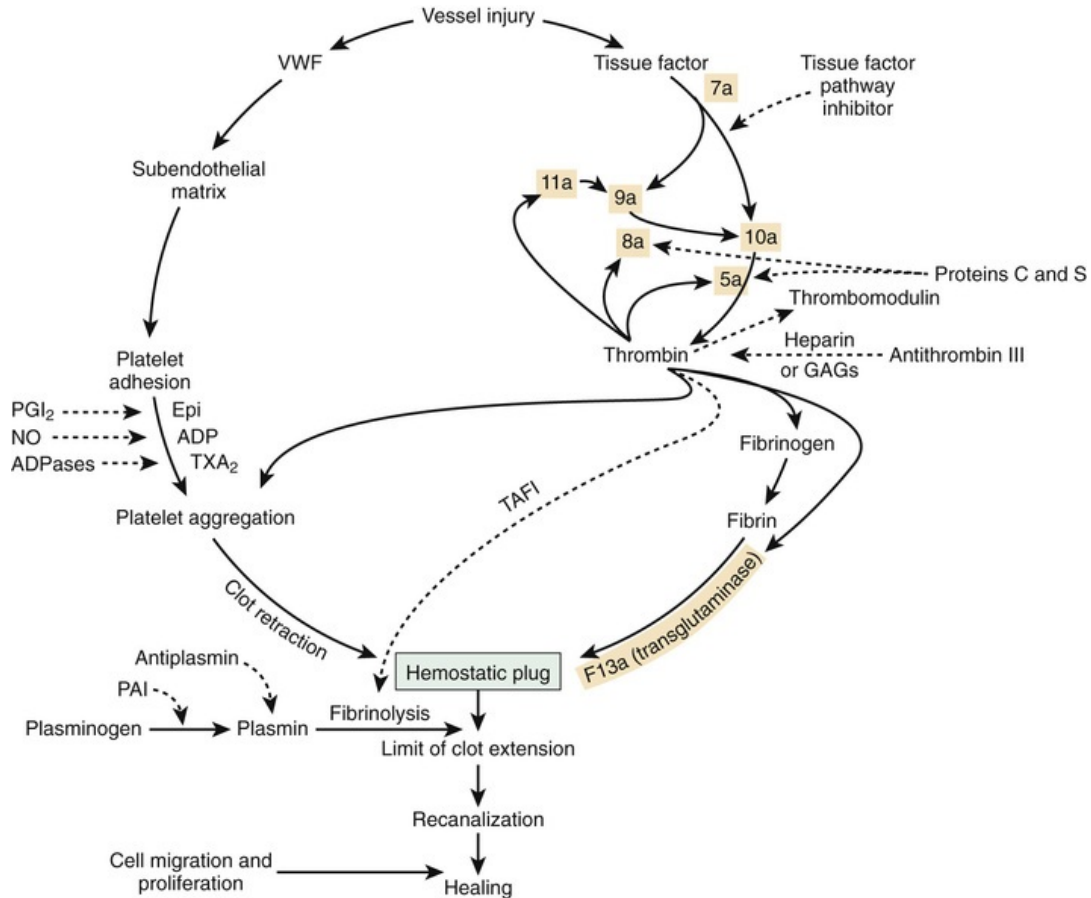 Vessel injury
VWF
Tissue factor
Tissue factor
pathway
inhibitor
7a
Subendothelial
matrix
11a
9a
8a
10a
5a
Proteins C and S
Thrombomodulin
Thrombin
Heparin
or GAGs
Antithrombin III
Platelet
adhesion
PGI₂
Epi
NO
ADP
ADPases
TXA₂
Fibrinogen
Platelet aggregation
TAFI
Fibrin
Clot retraction
F13a (transglutaminase)
Hemostatic plug
Antiplasmin
PAI
Plasminogen
Plasmin
Fibrinolysis
Limit of clot extension
Recanalization
Cell migration and
proliferation
Healing